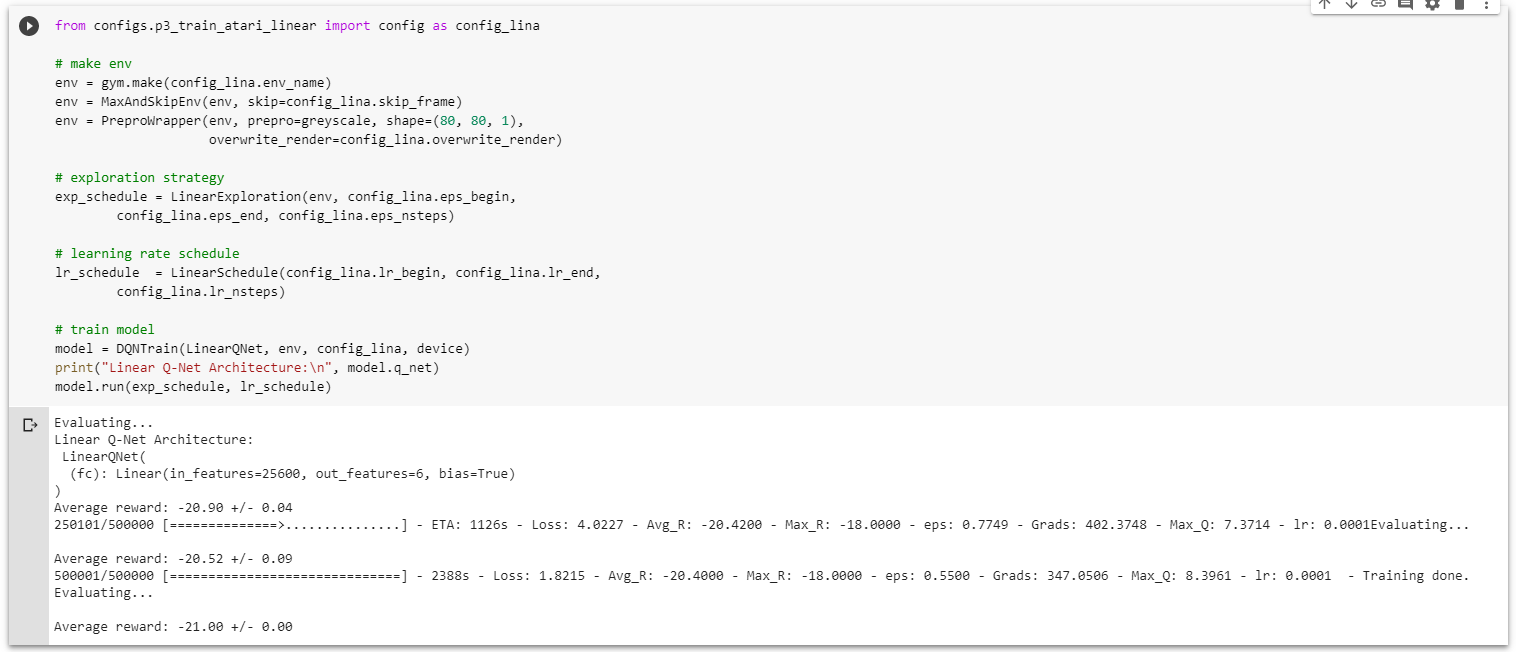 from configs.p3_train_atari_linear import config as config_lina

# make env
env = gym.make(config_lina.env_name)
env = MaxAndSkipEnv(env, skip=config_lina.skip_frame)
env = PreproWrapper(env, prepro=greyscale, shape=(80, 80, 1),
                    overwrite_render=config_lina.overwrite_render)

# exploration strategy
exp_schedule = LinearExploration(env, config_lina.eps_begin,
        config_lina.eps_end, config_lina.eps_nsteps)

# learning rate schedule
lr_schedule  = LinearSchedule(config_lina.lr_begin, config_lina.lr_end,
        config_lina.lr_nsteps)

# train model
model = DQNTrain(LinearQNet, env, config_lina, device)
print("Linear Q-Net Architecture:\n", model.q_net)
model.run(exp_schedule, lr_schedule)
Evaluating...
Linear Q-Net Architecture:
 LinearQNet(
  (fc): Linear(in_features=25600, out_features=6, bias=True)
)
Average reward: -20.90 +/- 0.04
250101/500000 [==============>...............] - ETA: 1126s - Loss: 4.0227 - Avg_R: -20.4200 - Max_R: -18.0000 - eps: 0.7749 - Grads: 402.3748 - Max_Q: 7.3714 - lr: 0.0001Evaluating...

Average reward: -20.52 +/- 0.09
500001/500000 [==============================] - 2388s - Loss: 1.8215 - Avg_R: -20.4000 - Max_R: -18.0000 - eps: 0.5500 - Grads: 347.0506 - Max_Q: 8.3961 - lr: 0.0001  - Training done.
Evaluating...

Average reward: -21.00 +/- 0.00